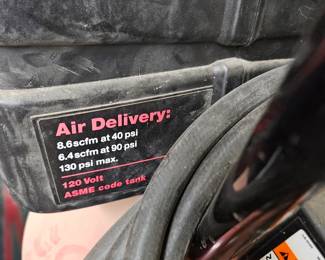 Air Delivery:
8.6scfm at 40 psi
6.4scfm at 90 psi
130 psi max.
120 Volt
ASME code tank